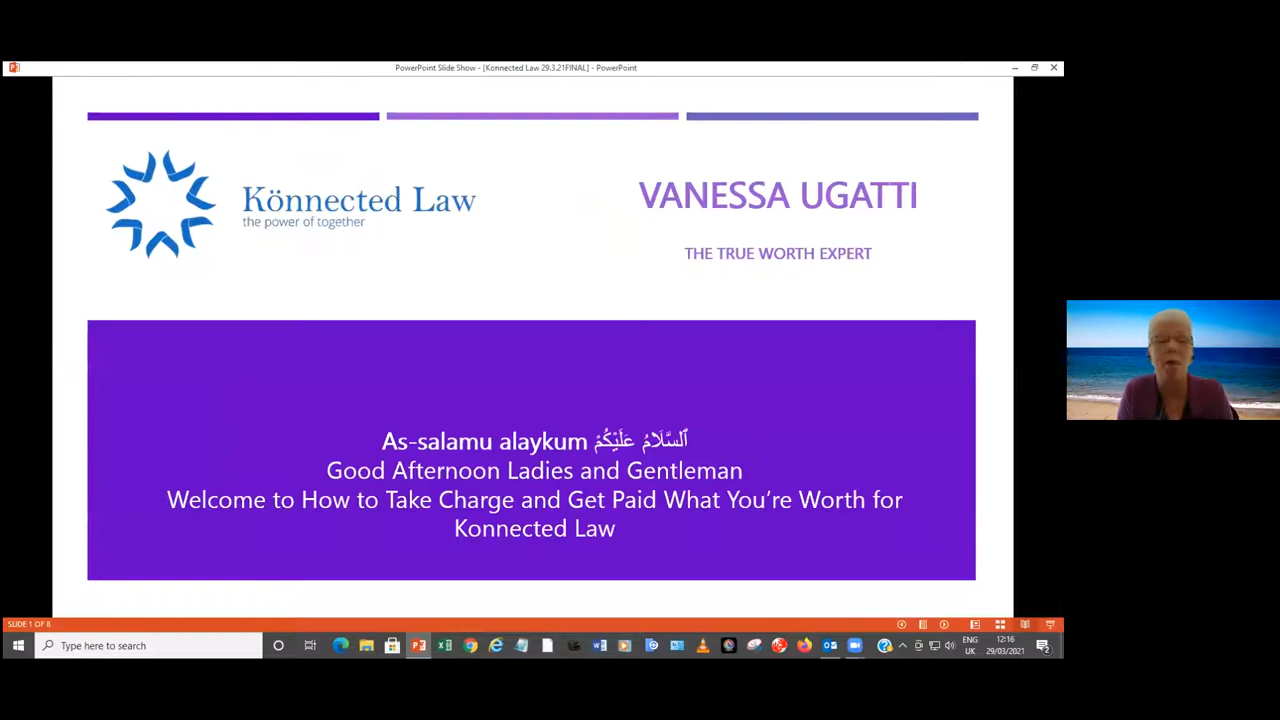 PowerPoint Slide Show - [Konnected Law 29.3.21FINAL] - PowerPoint
Könnected Law
the power of together
VANESSA UGATTI
THE TRUE WORTH EXPERT
As-salamu alaykum ٱلسَّلَامُ عَلَيْكُمْ
Good Afternoon Ladies and Gentleman
Welcome to How to Take Charge and Get Paid What You’re Worth for
Konnected Law
SLIDE 1 OF 8
Type here to search
ENG
UK
12:16
29/03/2021
2